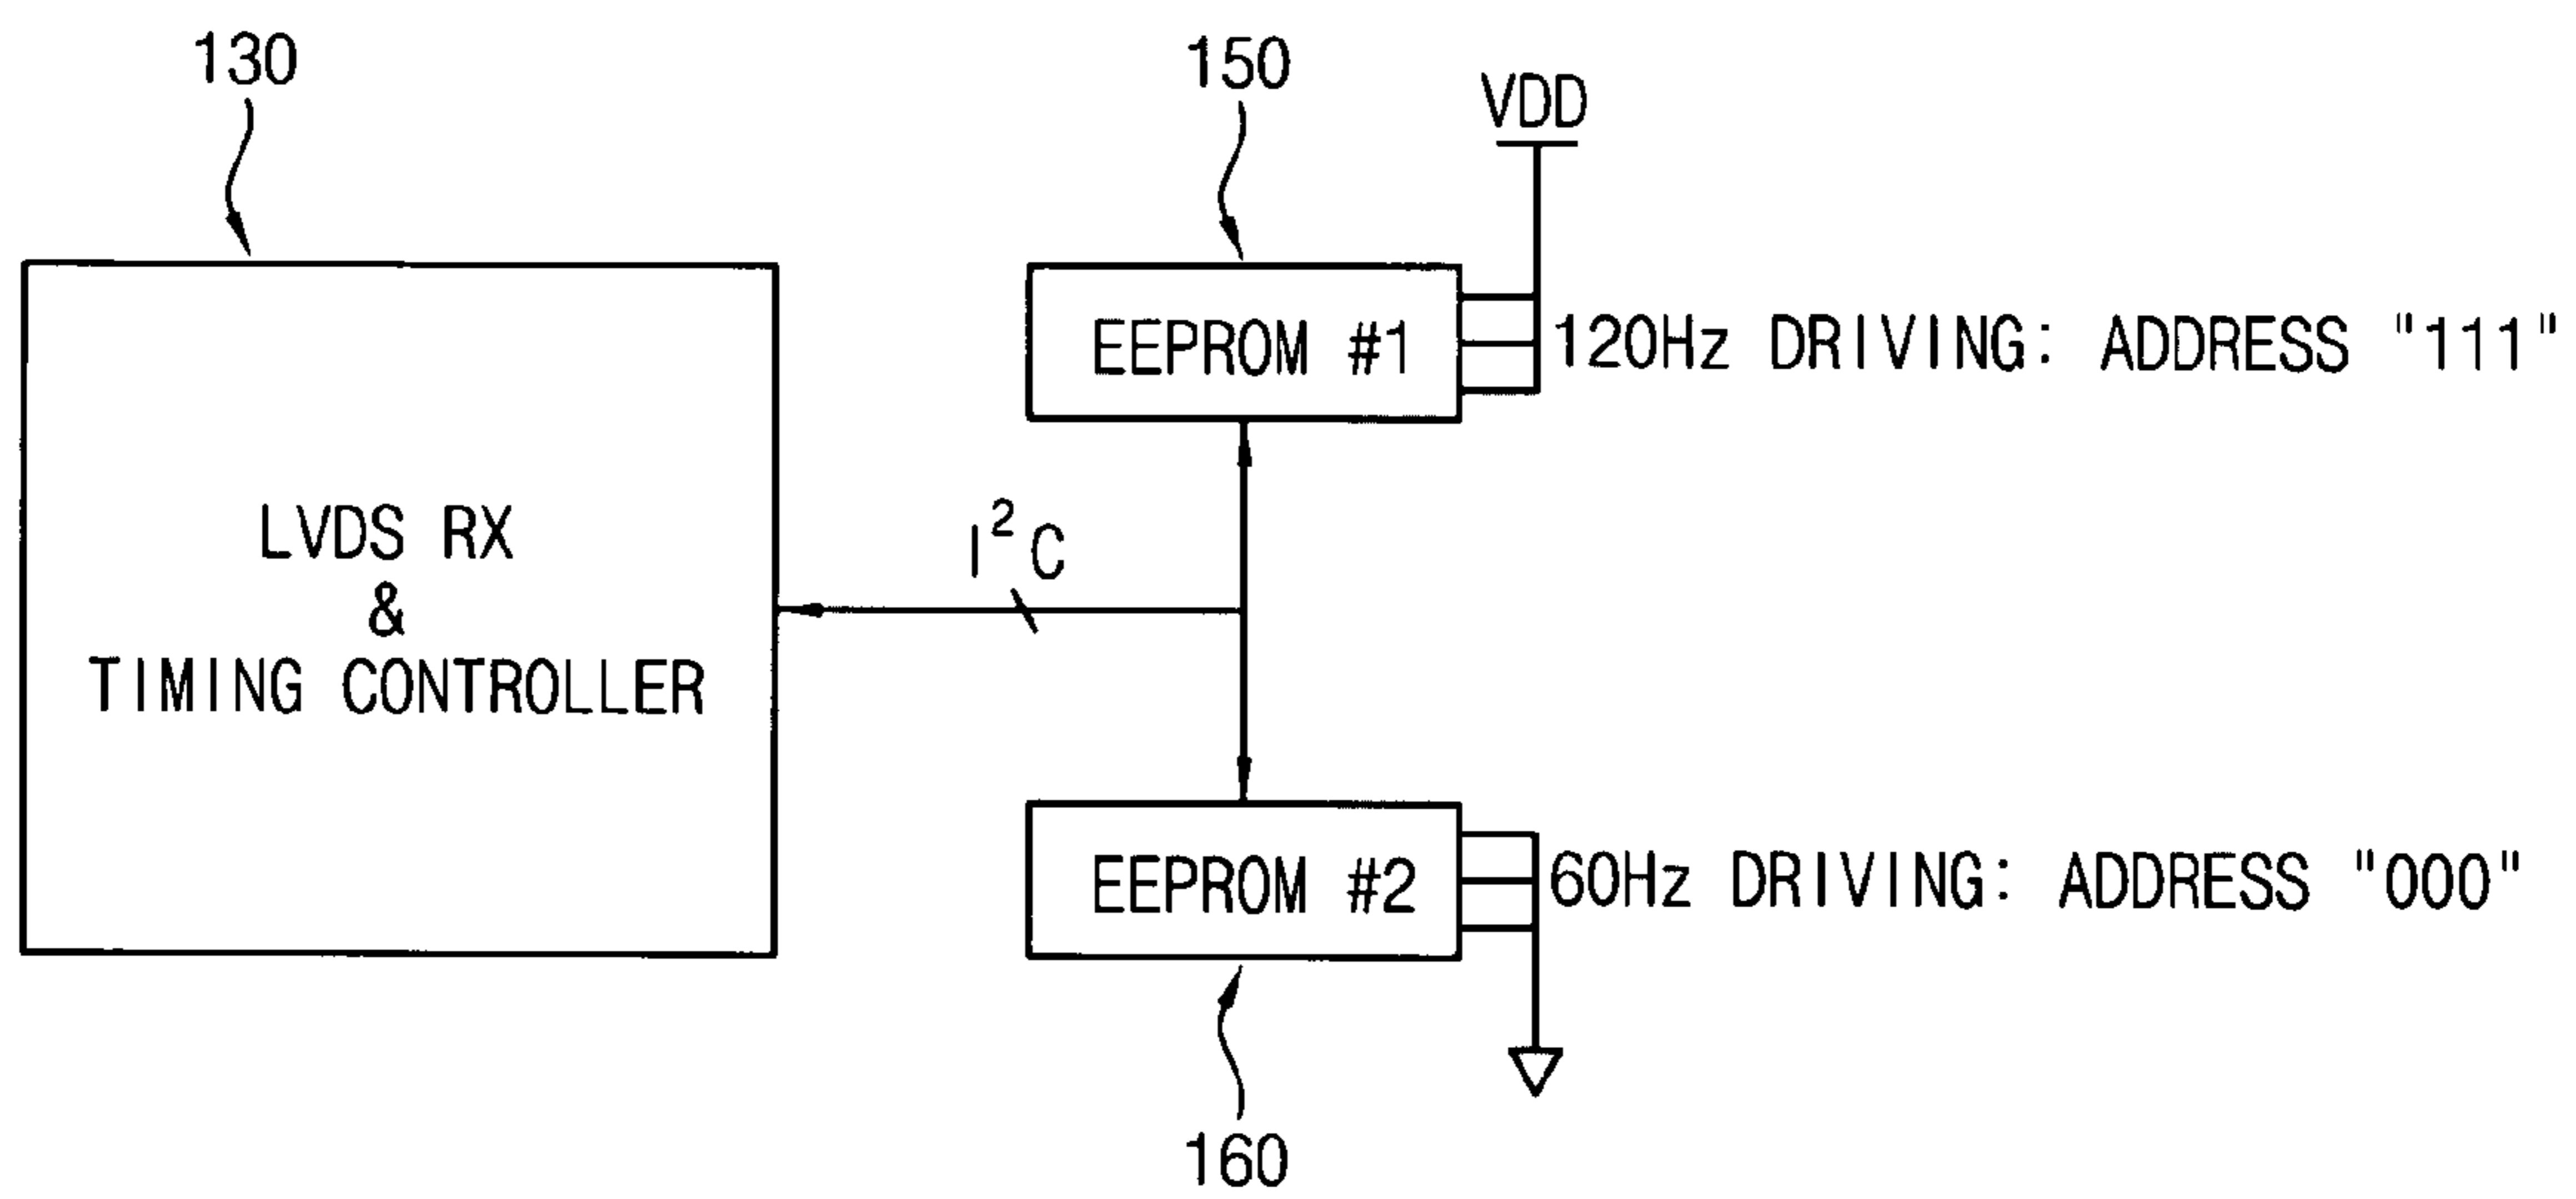 130
150
VDD
EEPROM #1
120Hz DRIVING: ADDRESS "111"
LVDS RX
&
TIMING CONTROLLER
I²C
EEPROM #2
60Hz DRIVING: ADDRESS "000"
160